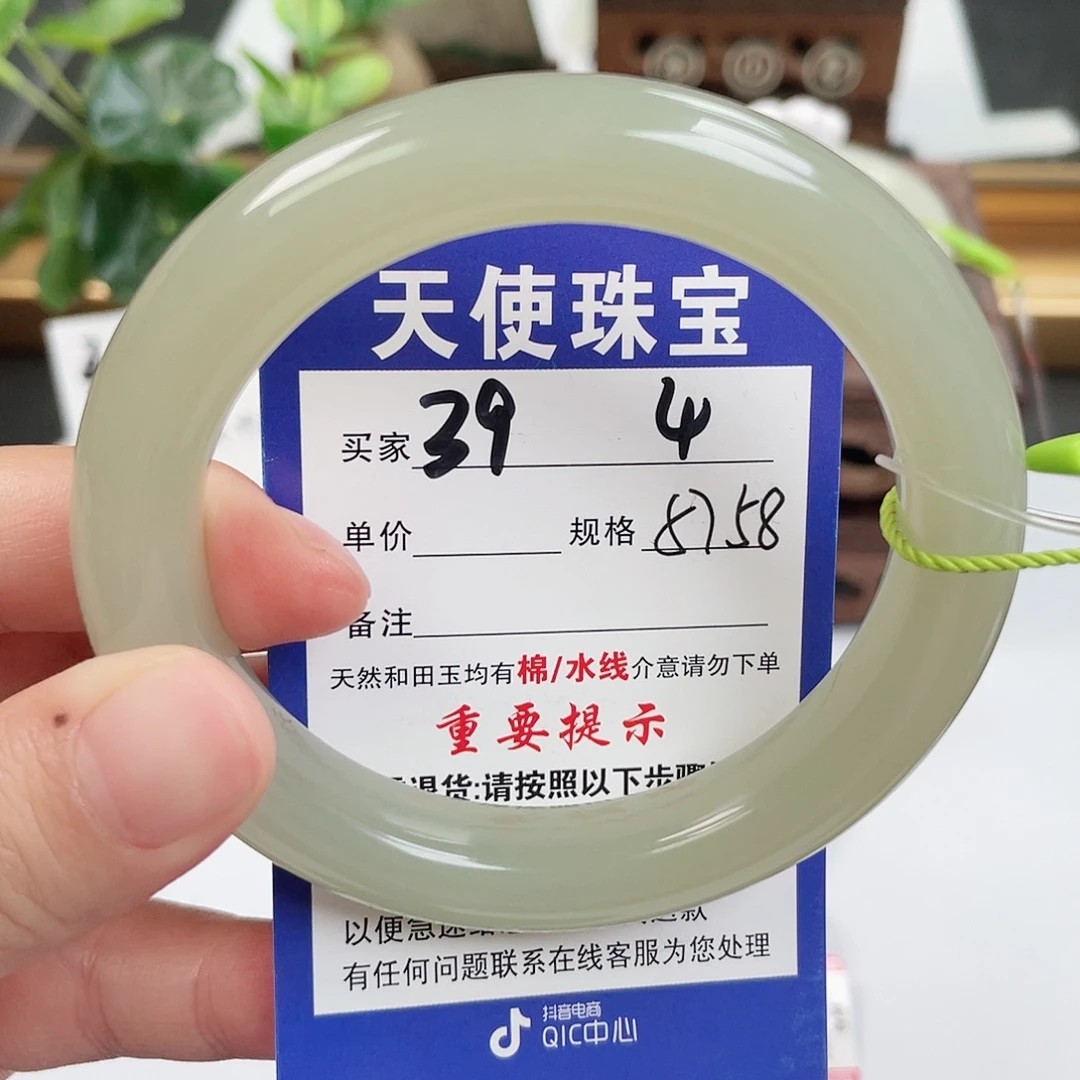 天使珠宝
买家 39 4
单价 规格 8758
备注
天然和田玉均有棉/水线介意请勿下单
重要提示
退货:请按照以下步骤
以便急速
有任何问题联系在线客服为您处理
抖音电商
QIC中心